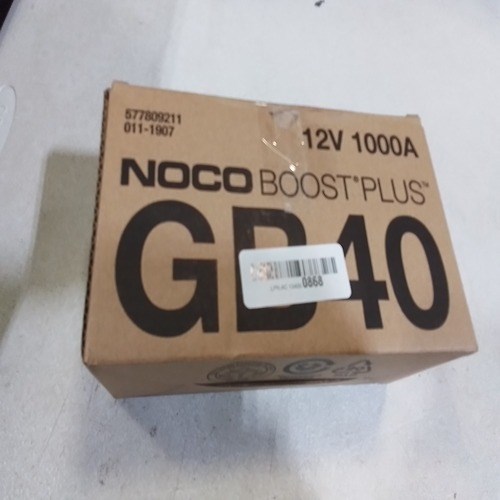 577809211
011-1907
12V 1000A
NOCO BOOST®PLUS™
GB40
0868